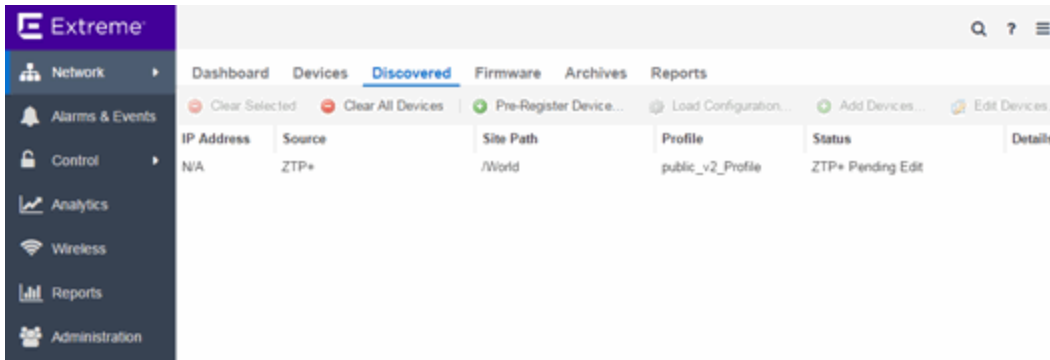 Extreme
Network
Alarms & Events
Control
Analytics
Wireless
Reports
Administration
?
Dashboard Devices Discovered Firmware Archives Reports
Clear Selected Clear All Devices Pre-Register Device... Load Configuration... Add Devices... Edit Devices
IP Address Source Site Path Profile Status Details
N/A ZTP+ /World public_v2_Profile ZTP+ Pending Edit